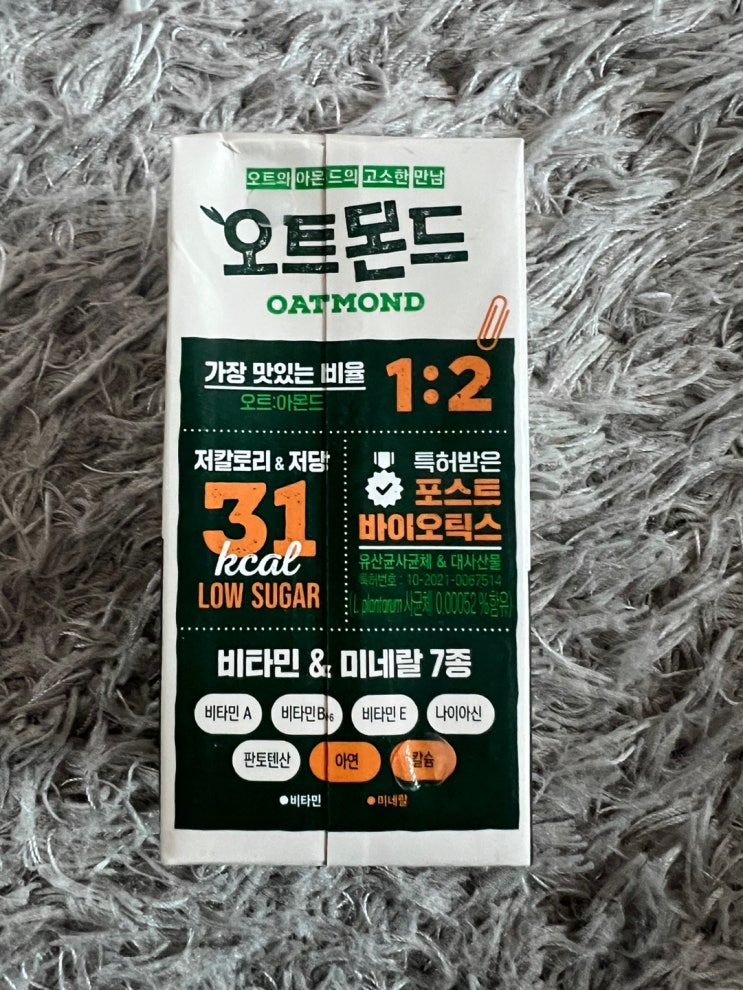 오트와 아몬드의 고소한 만남
오트몬드
OATMOND
가장 맛있는 비율
오트:아몬드
1:2
저칼로리 & 저당
31
kcal
LOW SUGAR
특허받은
포스트
바이오틱스
유산균사균체 & 대사산물
특허번호 : 10-2021-0067514
(L. plantarum 사균체 0.00052 % 함유)
비타민 & 미네랄 7종
비타민 A
비타민B6
비타민 E
나이아신
판토텐산
아연
칼슘
●비타민
●미네랄